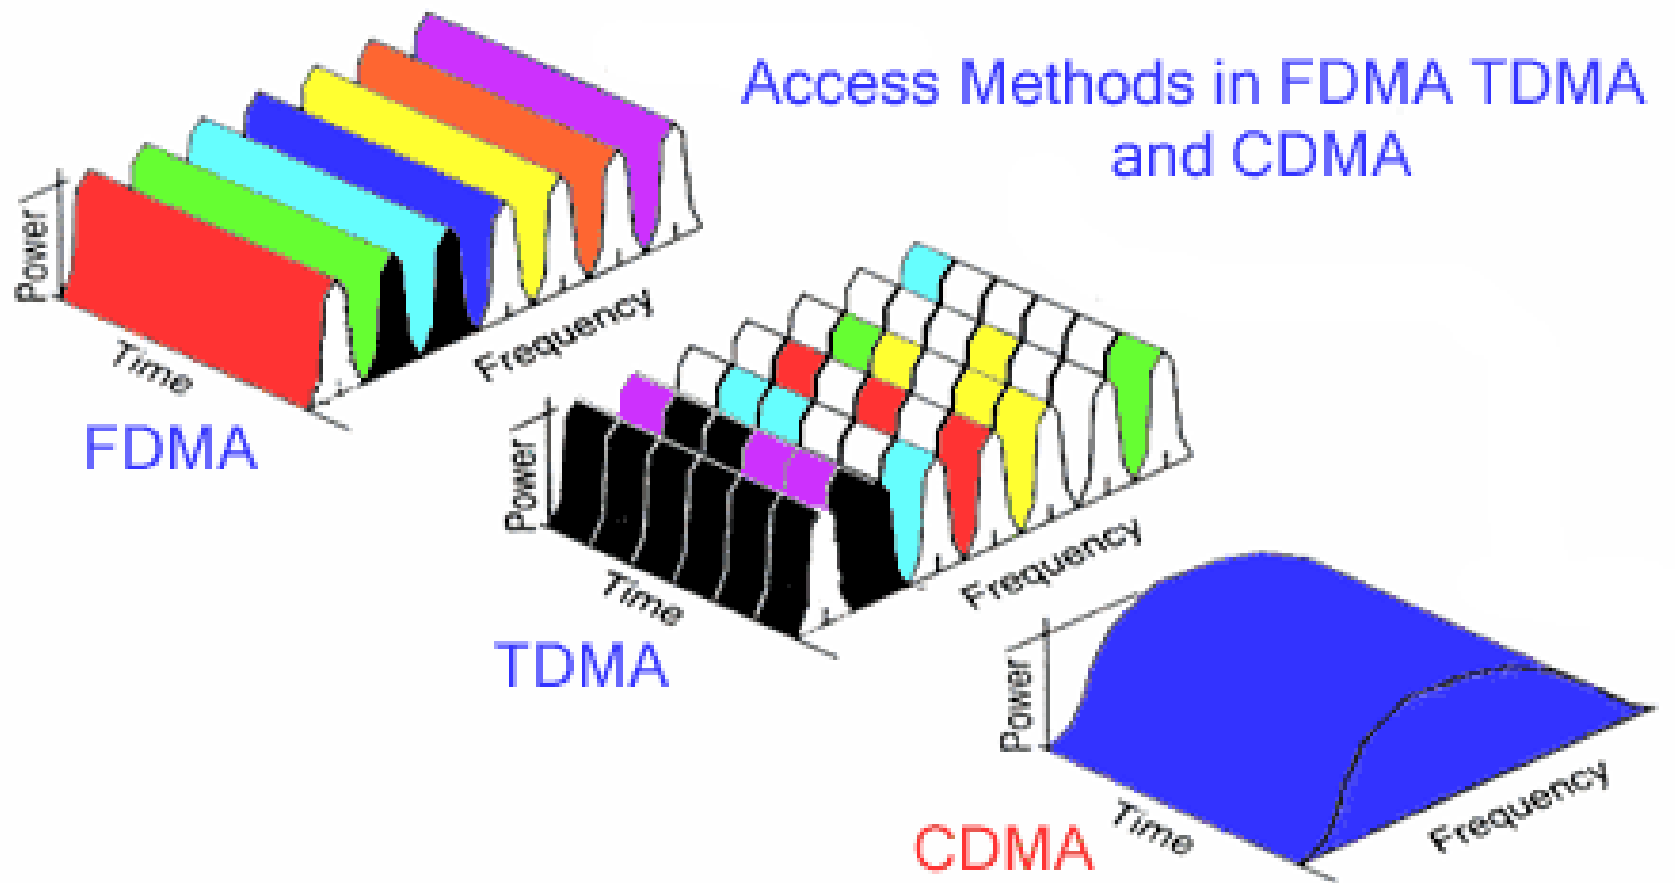 Access Methods in FDMA TDMA
and CDMA
Power
Time
Frequency
FDMA
Power
Time
Frequency
TDMA
Power
Time
Frequency
CDMA